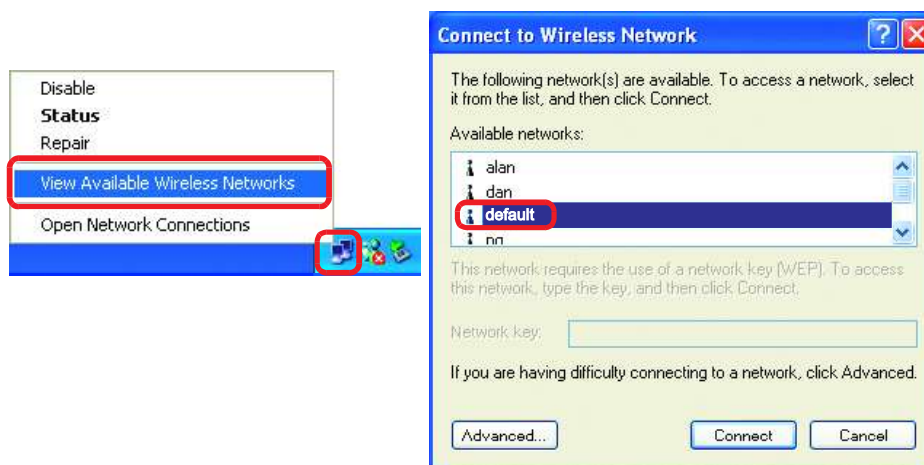 Disable
Status
Repair
View Available Wireless Networks
Open Network Connections
Connect to Wireless Network
The following network(s) are available. To access a network, select
it from the list, and then click Connect.
Available networks:
alan
dan
default
This network requires the use of a network key (WEP). To access
this network, type the key, and then click Connect.
Network key:
If you are having difficulty connecting to a network, click Advanced.
Advanced...
Connect
Cancel